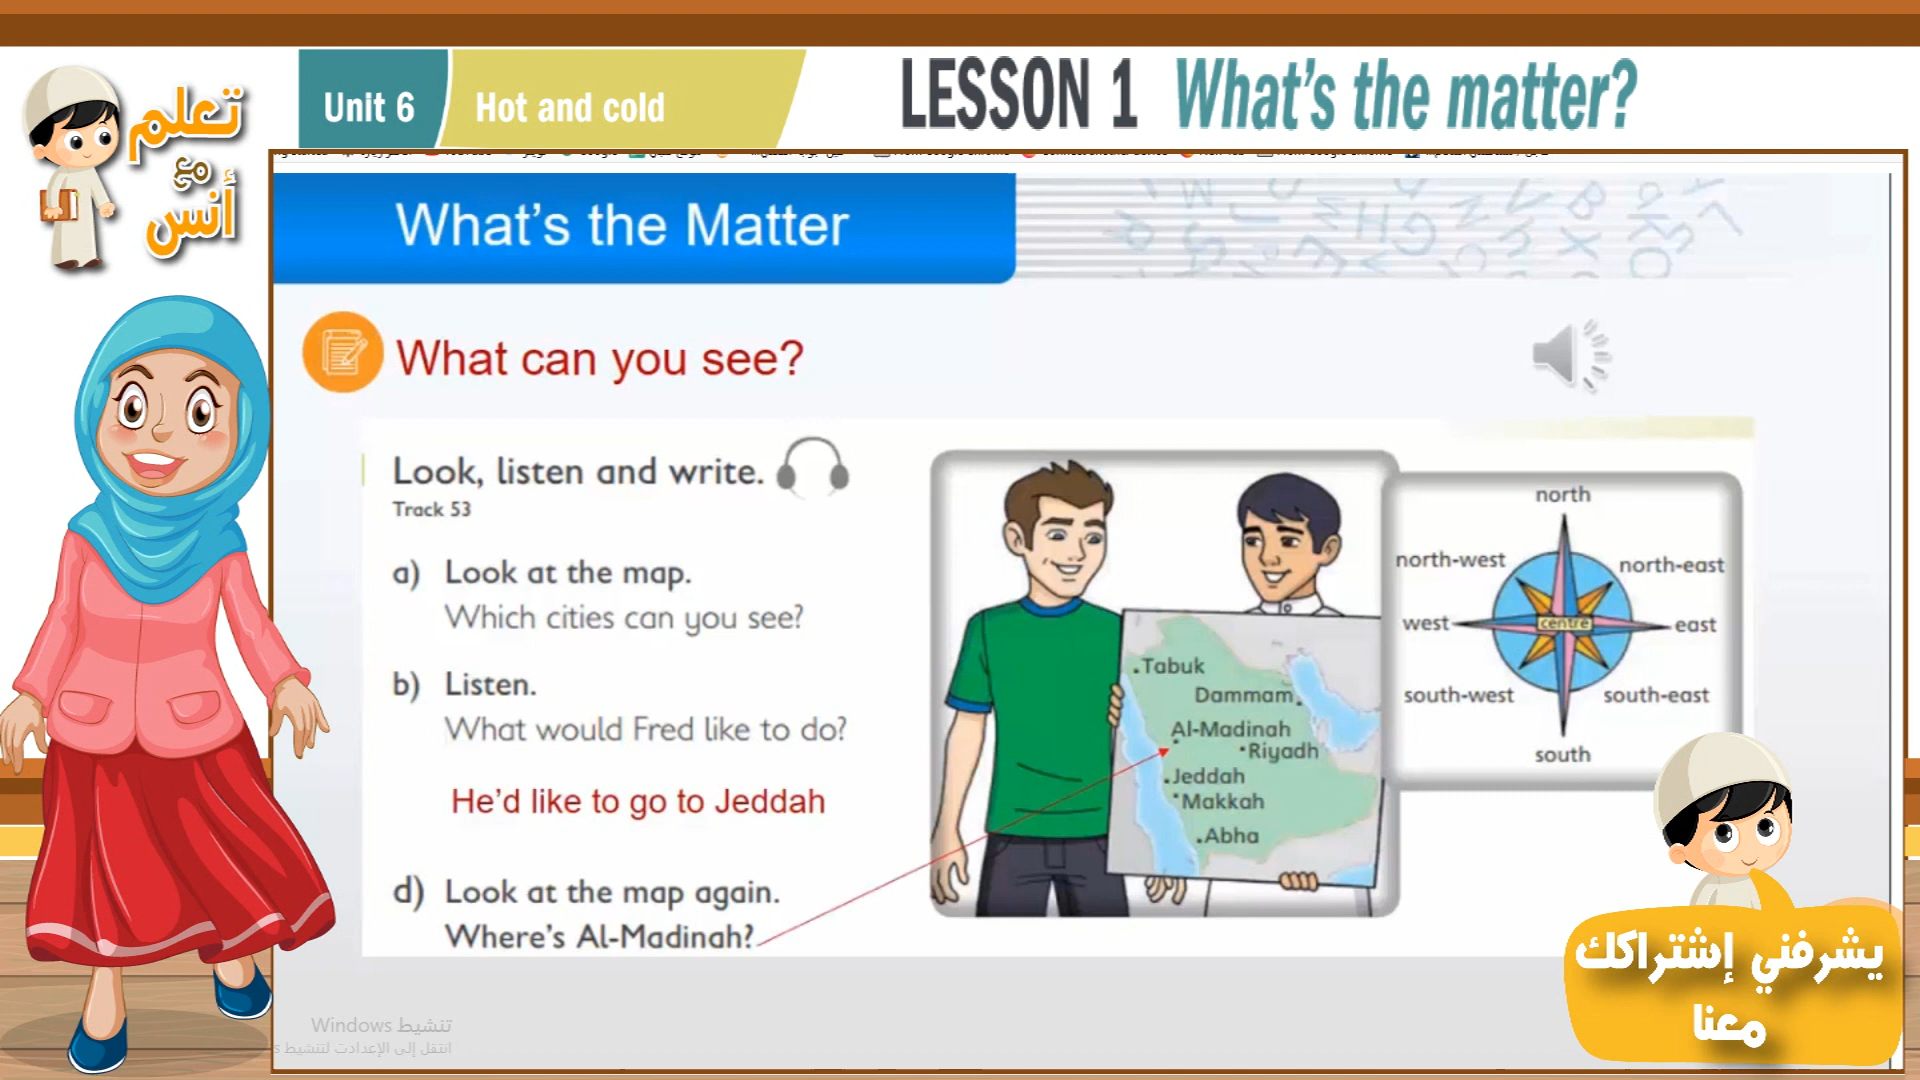 تعلم
مع
أنس
Unit 6
Hot and cold
LESSON 1 What's the matter?
What's the Matter
What can you see?
Look, listen and write.
Track 53
a) Look at the map.
Which cities can you see?
b) Listen.
What would Fred like to do?
He'd like to go to Jeddah
d) Look at the map again.
Where's Al-Madinah?
.Tabuk
Dammam.
Al-Madinah
·Riyadh
.Jeddah
·Makkah
.Abha
north
north-west
north-east
west
centre
east
south-west
south-east
south
يشرفني إشتراكك
معنا
تنشيط Windows
انتقل إلى الإعدادت لتنشيط s